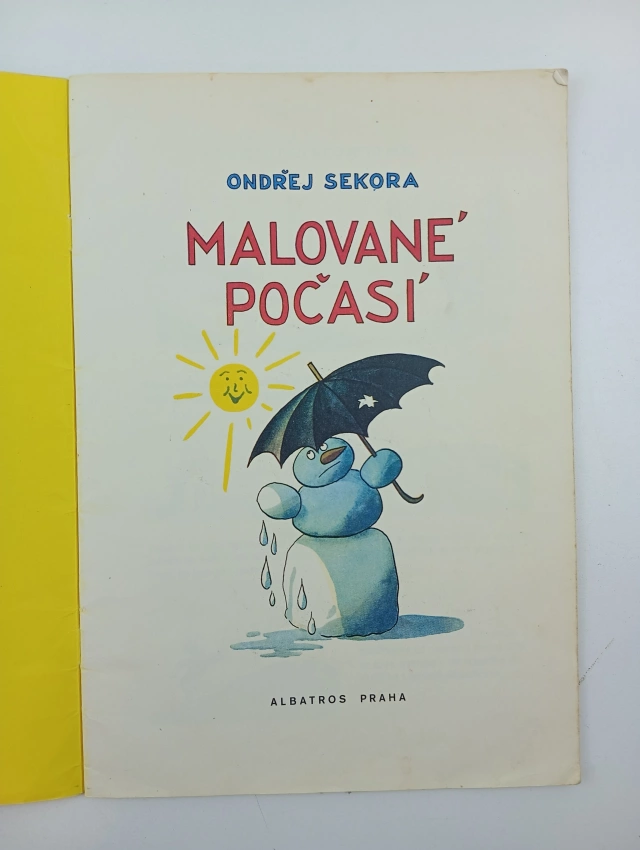 ONDŘEJ SEKORA
MALOVANÉ
POČASÍ
ALBATROS PRAHA